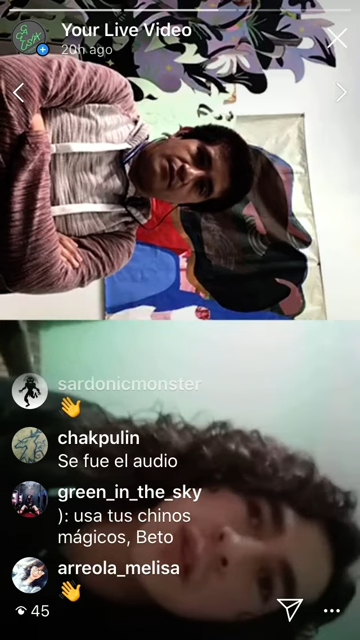 Your Live Video
20h ago
sardonicmonster
👋
chakpulin
Se fue el audio
green_in_the_sky
): usa tus chinos
mágicos, Beto
arreola_melisa
👋
45